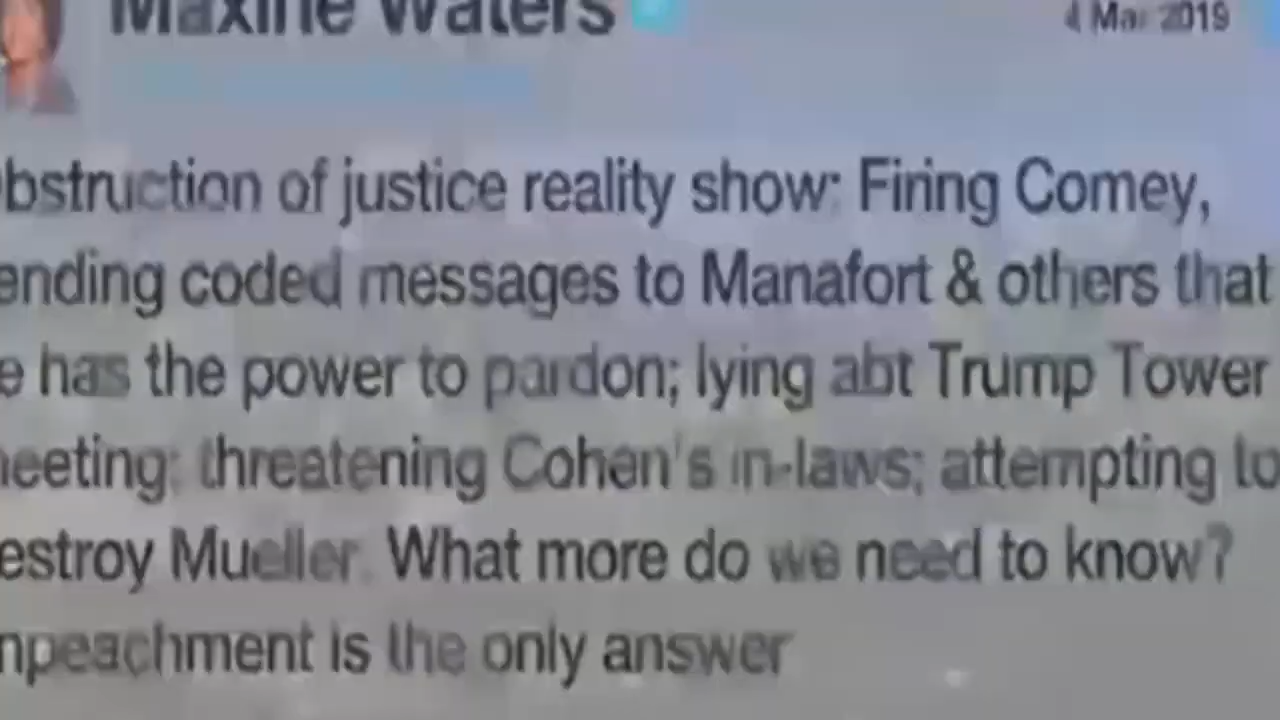 Maxine Waters
4 Mar 2019
bstruction of justice reality show: Firing Comey,
ending coded messages to Manafort & others that
e has the power to pardon; lying abt Trump Tower
eeting; threatening Cohen's in-laws; attempting to
estroy Mueller. What more do we need to know?
npeachment is the only answer